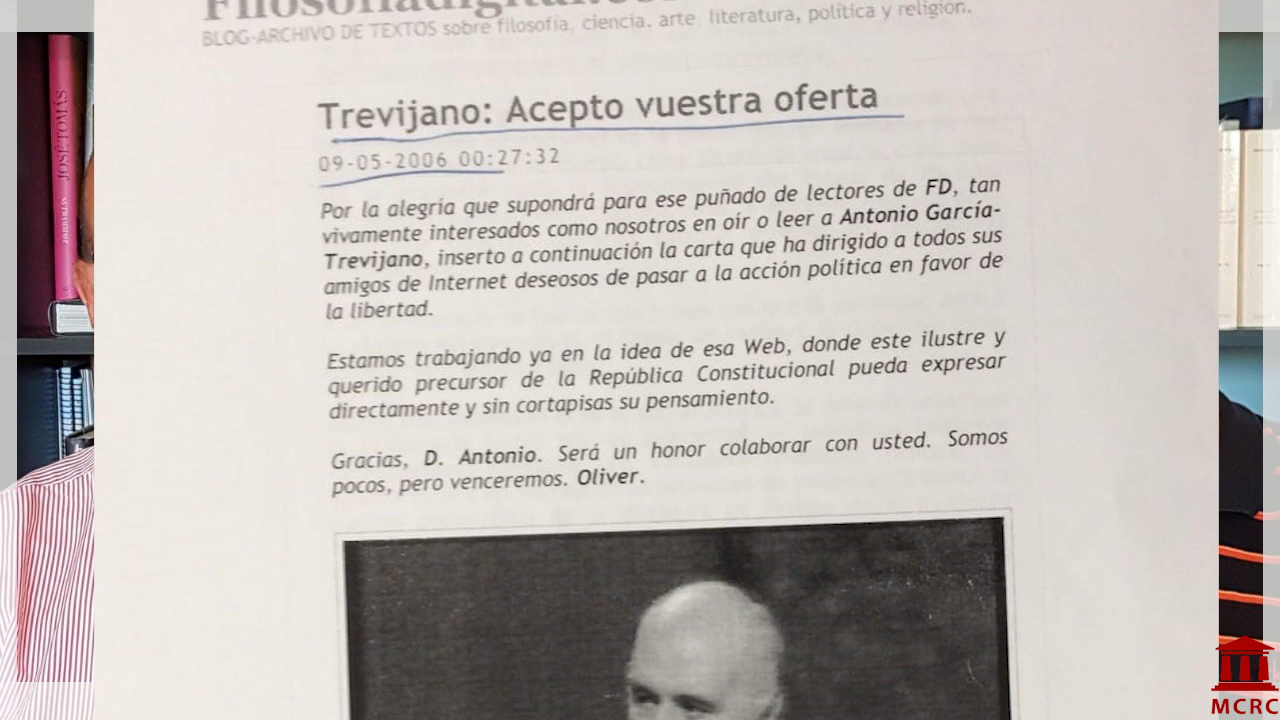 Filosofiadigital.co
BLOG-ARCHIVO DE TEXTOS sobre filosofía, ciencia, arte, literatura, política y religión.
Trevijano: Acepto vuestra oferta
09-05-2006 00:27:32
Por la alegría que supondrá para ese puñado de lectores de FD, tan
vivamente interesados como nosotros en oír o leer a Antonio García-
Trevijano, inserto a continuación la carta que ha dirigido a todos sus
amigos de Internet deseosos de pasar a la acción política en favor de
la libertad.
Estamos trabajando ya en la idea de esa Web, donde este ilustre y
querido precursor de la República Constitucional pueda expresar
directamente y sin cortapisas su pensamiento.
Gracias, D. Antonio. Será un honor colaborar con usted. Somos
pocos, pero venceremos. Oliver.
JOSÉ TOMÁS
MCRC